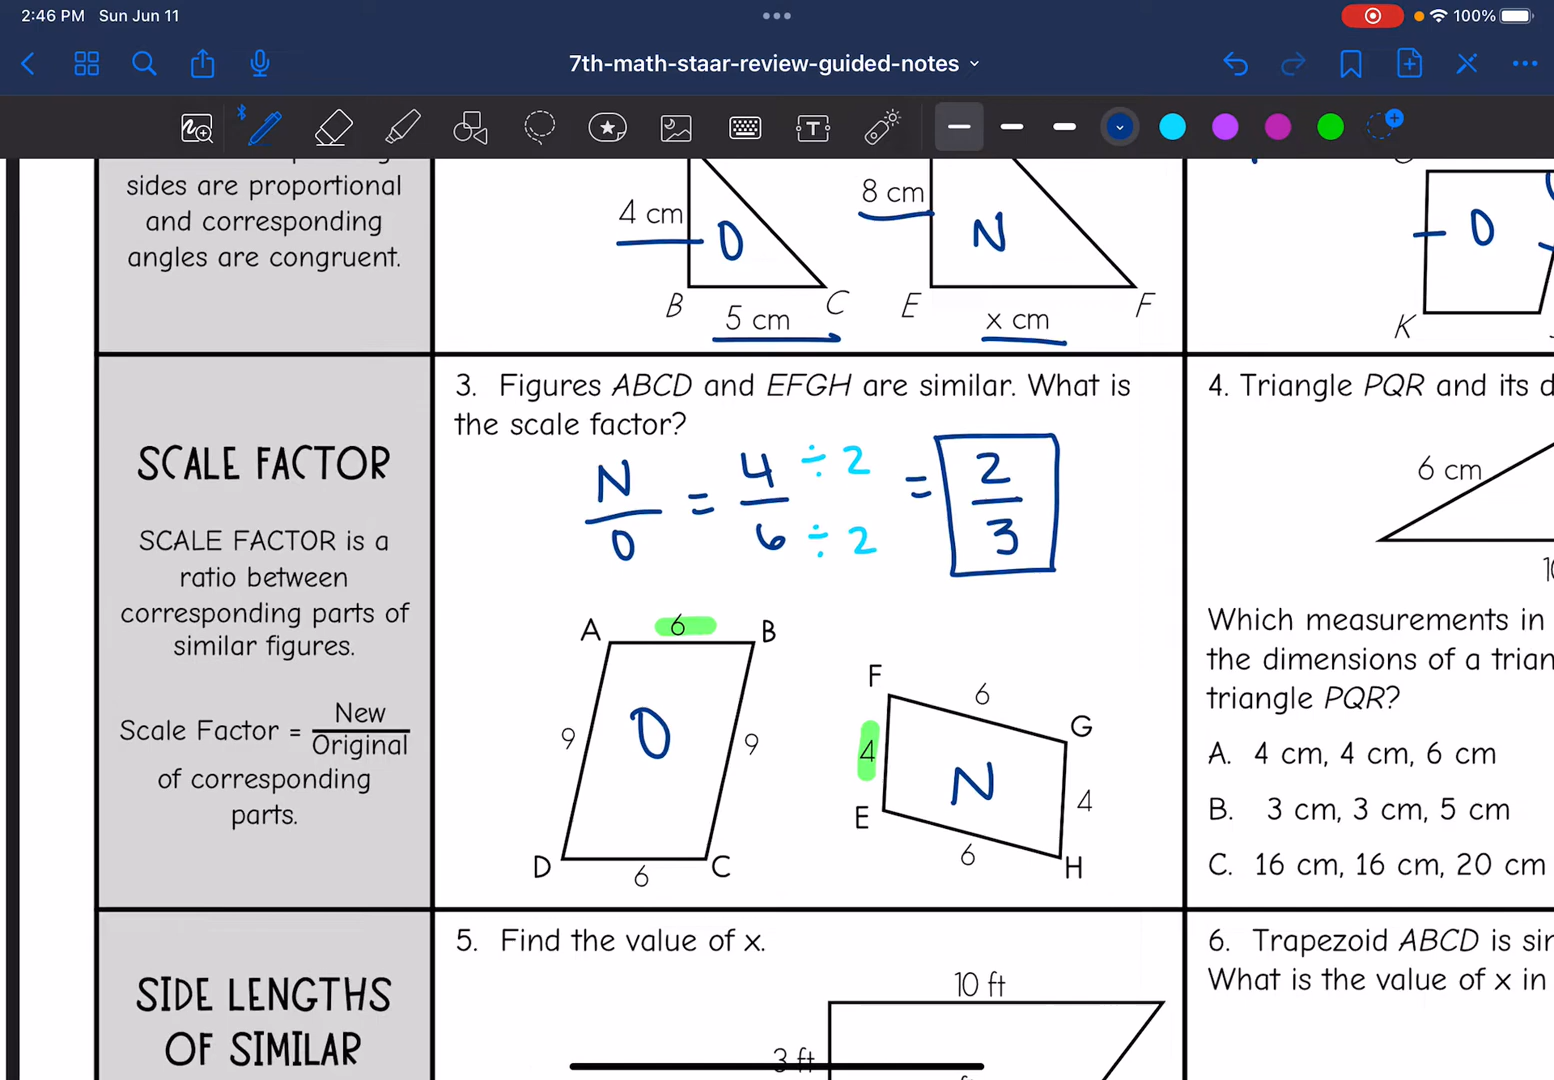 2:46 PM Sun Jun 11
100%
7th-math-staar-review-guided-notes
T
sides are proportional
and corresponding
angles are congruent.
4 cm
O
B
5 cm
C
8 cm
N
E
x cm
F
O
K
SCALE FACTOR
SCALE FACTOR is a
ratio between
corresponding parts of
similar figures.
Scale Factor = New
Original
of corresponding
parts.
3. Figures ABCD and EFGH are similar. What is
the scale factor?
N/O = 4/6 ÷2/÷2 = 2/3
A 6 B
9 O 9
D 6 C
F 6 G
4 N 4
E 6 H
4. Triangle PQR and its d
6 cm
10
Which measurements in
the dimensions of a trian
triangle PQR?
A. 4 cm, 4 cm, 6 cm
B. 3 cm, 3 cm, 5 cm
C. 16 cm, 16 cm, 20 cm
SIDE LENGTHS
OF SIMILAR
5. Find the value of x.
10 ft
3 ft
6. Trapezoid ABCD is sim
What is the value of x in